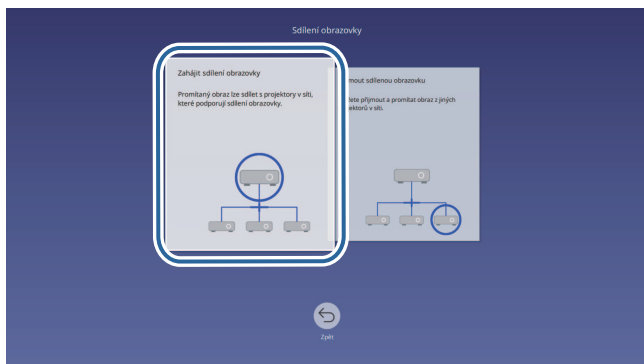 Sdílení obrazovky
Zahájit sdílení obrazovky
Promítaný obraz lze sdílet s projektory v síti,
které podporují sdílení obrazovky.
mout sdílenou obrazovku
ete přijmout a promítat obraz z jiných
ektorů v síti.
Zpět